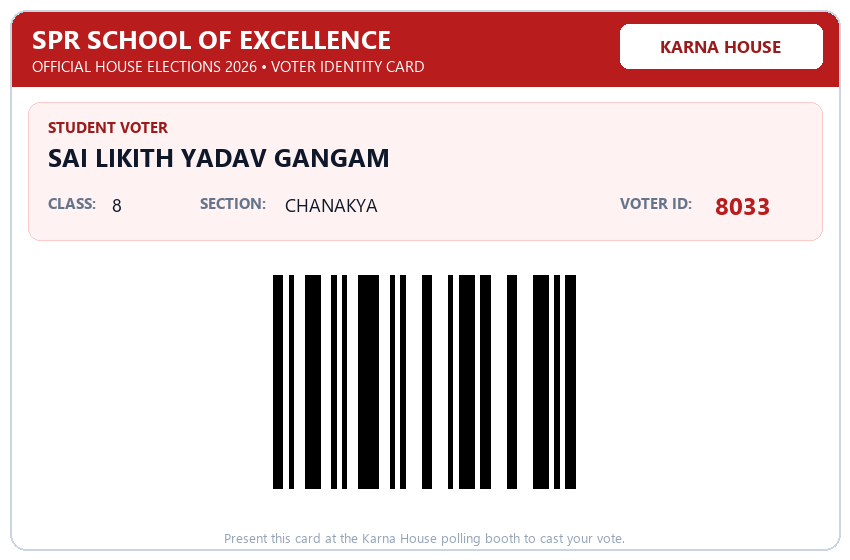 SPR SCHOOL OF EXCELLENCE
OFFICIAL HOUSE ELECTIONS 2026 • VOTER IDENTITY CARD
KARNA HOUSE
STUDENT VOTER
SAI LIKITH YADAV GANGAM
CLASS: 8 SECTION: CHANAKYA VOTER ID: 8033
Present this card at the Karna House polling booth to cast your vote.